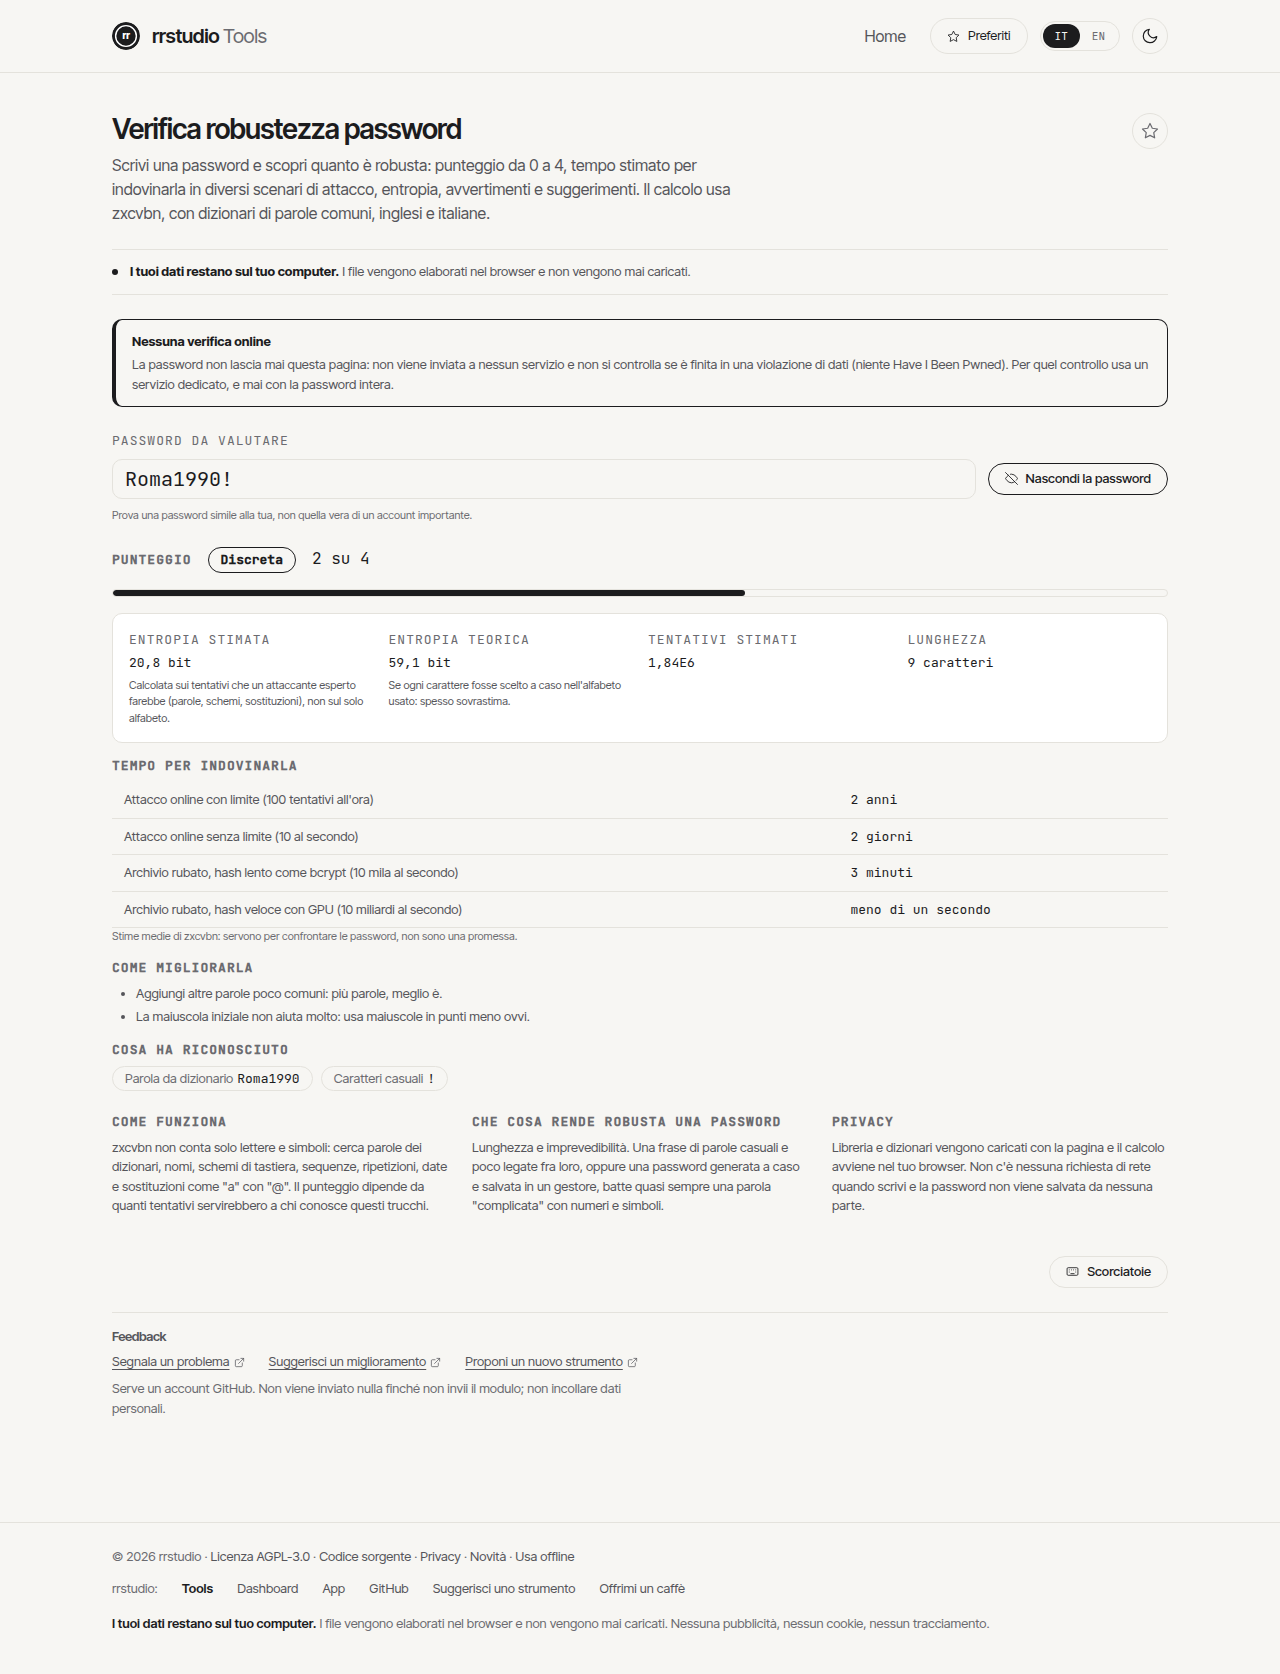 rr rrstudio Tools
Home
Preferiti
IT EN
Verifica robustezza password
Scrivi una password e scopri quanto è robusta: punteggio da 0 a 4, tempo stimato per
indovinarla in diversi scenari di attacco, entropia, avvertimenti e suggerimenti. Il calcolo usa
zxcvbn, con dizionari di parole comuni, inglesi e italiane.
I tuoi dati restano sul tuo computer. I file vengono elaborati nel browser e non vengono mai caricati.
Nessuna verifica online
La password non lascia mai questa pagina: non viene inviata a nessun servizio e non si controlla se è finita in una violazione di dati (niente Have I Been Pwned). Per quel controllo usa un
servizio dedicato, e mai con la password intera.
PASSWORD DA VALUTARE
Roma1990!
Nascondi la password
Prova una password simile alla tua, non quella vera di un account importante.
PUNTEGGIO Discreta 2 su 4
ENTROPIA STIMATA
20,8 bit
Calcolata sui tentativi che un attaccante esperto
farebbe (parole, schemi, sostituzioni), non sul solo
alfabeto.
ENTROPIA TEORICA
59,1 bit
Se ogni carattere fosse scelto a caso nell'alfabeto
usato: spesso sovrastima.
TENTATIVI STIMATI
1,84E6
LUNGHEZZA
9 caratteri
TEMPO PER INDOVINARLA
Attacco online con limite (100 tentativi all'ora) 2 anni
Attacco online senza limite (10 al secondo) 2 giorni
Archivio rubato, hash lento come bcrypt (10 mila al secondo) 3 minuti
Archivio rubato, hash veloce con GPU (10 miliardi al secondo) meno di un secondo
Stime medie di zxcvbn: servono per confrontare le password, non sono una promessa.
COME MIGLIORARLA
Aggiungi altre parole poco comuni: più parole, meglio è.
La maiuscola iniziale non aiuta molto: usa maiuscole in punti meno ovvi.
COSA HA RICONOSCIUTO
Parola da dizionario Roma1990
Caratteri casuali !
COME FUNZIONA
zxcvbn non conta solo lettere e simboli: cerca parole dei
dizionari, nomi, schemi di tastiera, sequenze, ripetizioni, date
e sostituzioni come "a" con "@". Il punteggio dipende da
quanti tentativi servirebbero a chi conosce questi trucchi.
CHE COSA RENDE ROBUSTA UNA PASSWORD
Lunghezza e imprevedibilità. Una frase di parole casuali e
poco legate fra loro, oppure una password generata a caso
e salvata in un gestore, batte quasi sempre una parola
"complicata" con numeri e simboli.
PRIVACY
Libreria e dizionari vengono caricati con la pagina e il calcolo
avviene nel tuo browser. Non c'è nessuna richiesta di rete
quando scrivi e la password non viene salvata da nessuna
parte.
Scorciatoie
Feedback
Segnala un problema
Suggerisci un miglioramento
Proponi un nuovo strumento
Serve un account GitHub. Non viene inviato nulla finché non invii il modulo; non incollare dati
personali.
© 2026 rrstudio · Licenza AGPL-3.0 · Codice sorgente · Privacy · Novità · Usa offline
rrstudio: Tools Dashboard App GitHub Suggerisci uno strumento Offrimi un caffè
I tuoi dati restano sul tuo computer. I file vengono elaborati nel browser e non vengono mai caricati. Nessuna pubblicità, nessun cookie, nessun tracciamento.